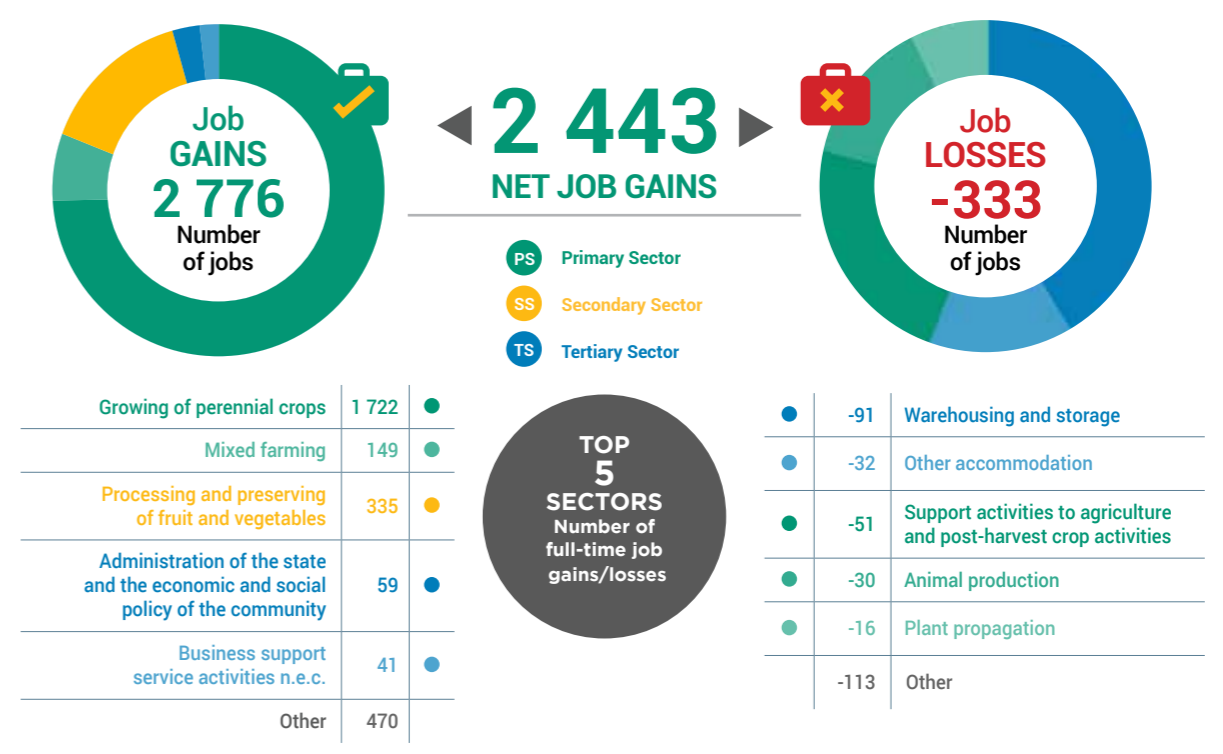 Job
GAINS
2 776
Number
of jobs
2 443
NET JOB GAINS
Job
LOSSES
-333
Number
of jobs
PS Primary Sector
SS Secondary Sector
TS Tertiary Sector
Growing of perennial crops 1 722
Mixed farming 149
Processing and preserving
of fruit and vegetables 335
Administration of the state
and the economic and social 59
policy of the community
Business support
service activities n.e.c. 41
Other 470
TOP
5
SECTORS
Number of
full-time job
gains/losses
-91 Warehousing and storage
-32 Other accommodation
-51 Support activities to agriculture
and post-harvest crop activities
-30 Animal production
-16 Plant propagation
-113 Other